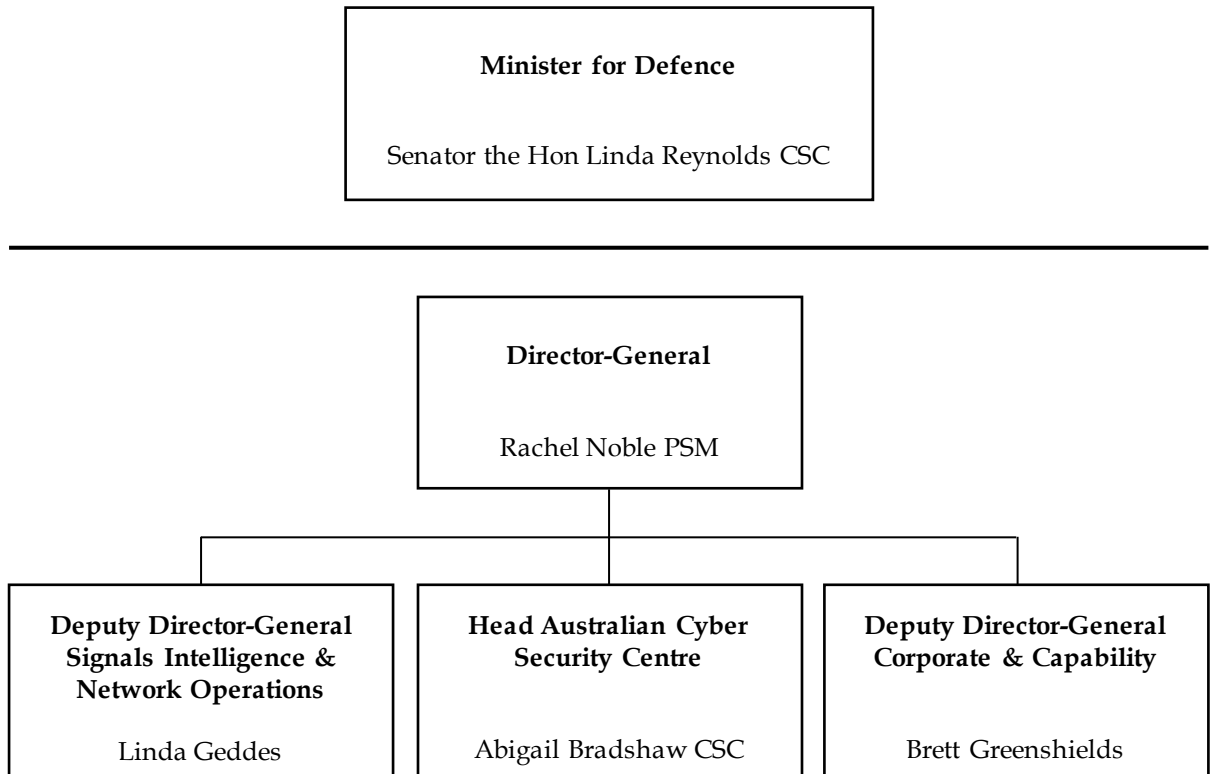 Minister for Defence
Senator the Hon Linda Reynolds CSC
Director-General
Rachel Noble PSM
Deputy Director-General
Signals Intelligence &
Network Operations
Linda Geddes
Head Australian Cyber
Security Centre
Abigail Bradshaw CSC
Deputy Director-General
Corporate & Capability
Brett Greenshields